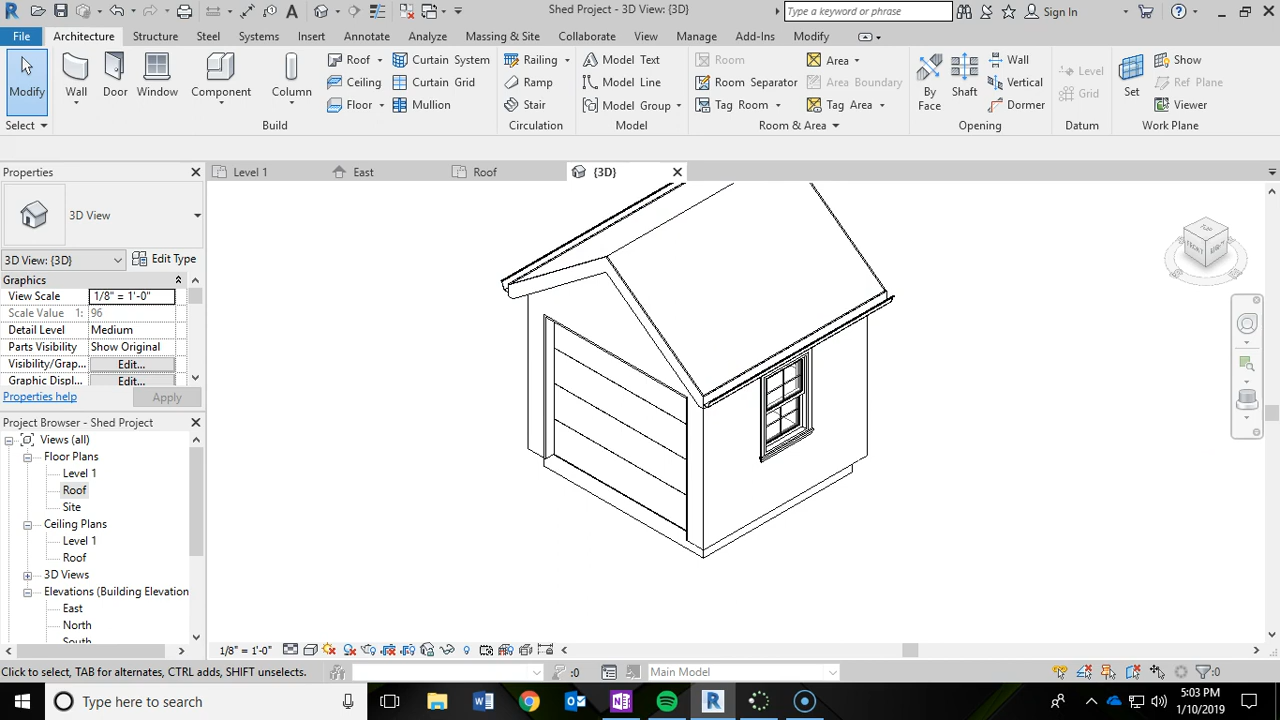 Shed Project - 3D View: {3D}
Type a keyword or phrase
Sign In
File Architecture Structure Steel Systems Insert Annotate Analyze Massing & Site Collaborate View Manage Add-Ins Modify
Modify
Wall
Door
Window
Component
Column
Roof
Ceiling
Floor
Curtain System
Curtain Grid
Mullion
Railing
Ramp
Stair
Model Text
Model Line
Model Group
Room
Room Separator
Tag Room
Area
Area Boundary
Tag Area
By
Face
Shaft
Wall
Vertical
Dormer
Level
Grid
Set
Show
Ref Plane
Viewer
Select Build Circulation Model Room & Area Opening Datum Work Plane
Properties
Level 1
East
Roof
{3D}
3D View
3D View: {3D}
Edit Type
Graphics
View Scale 1/8" = 1'-0"
Scale Value 1: 96
Detail Level Medium
Parts Visibility Show Original
Visibility/Grap... Edit...
Graphic Displ... Edit...
Properties help
Apply
Project Browser - Shed Project
Views (all)
Floor Plans
Level 1
Roof
Site
Ceiling Plans
Level 1
Roof
3D Views
Elevations (Building Elevation
East
North
South
TOP
FRONT
1/8" = 1'-0"
Click to select, TAB for alternates, CTRL adds, SHIFT unselects.
:0
Main Model
:0
Type here to search
5:03 PM
1/10/2019